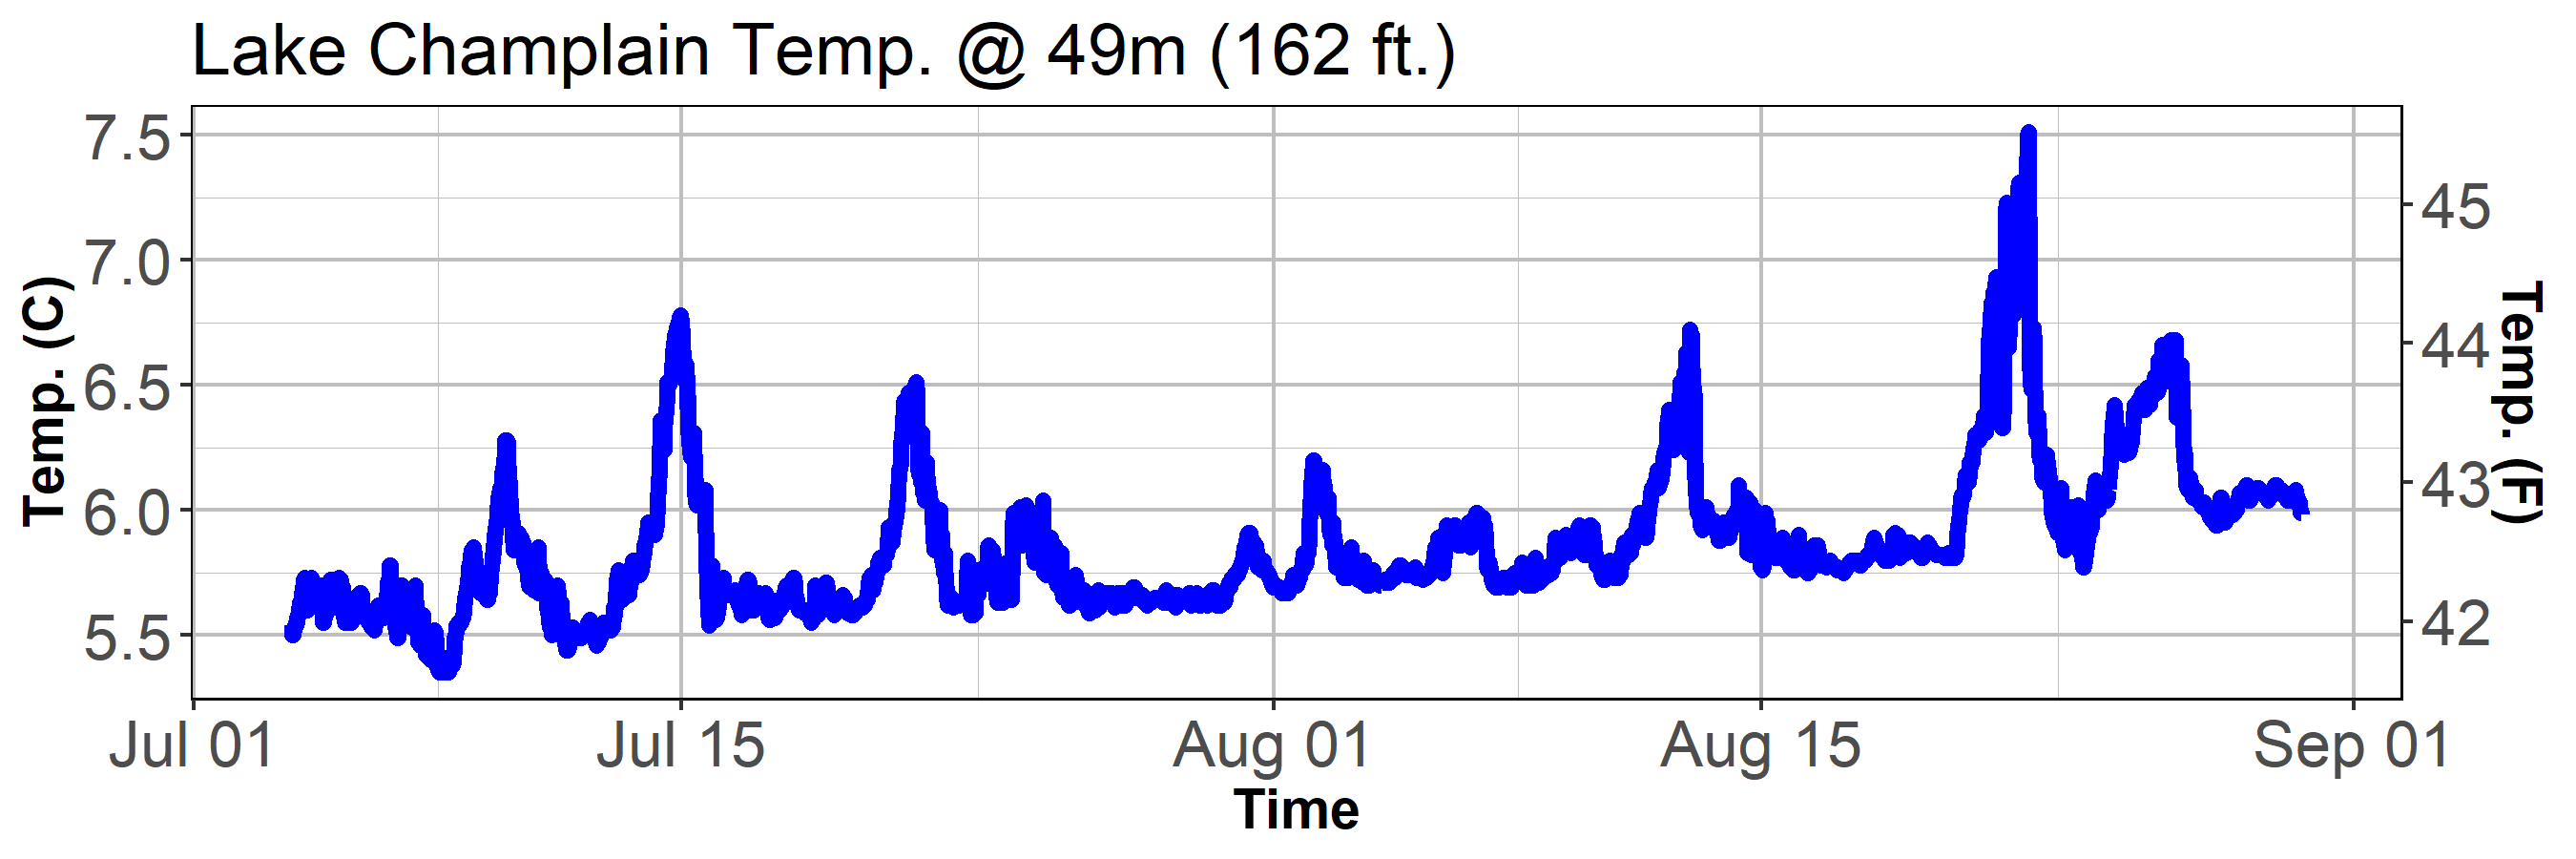 Lake Champlain Temp. @ 49m (162 ft.)
Temp. (C)
7.5
7.0
6.5
6.0
5.5
45
44
43
42
Temp. (F)
Jul 01 Jul 15 Aug 01 Aug 15 Sep 01
Time